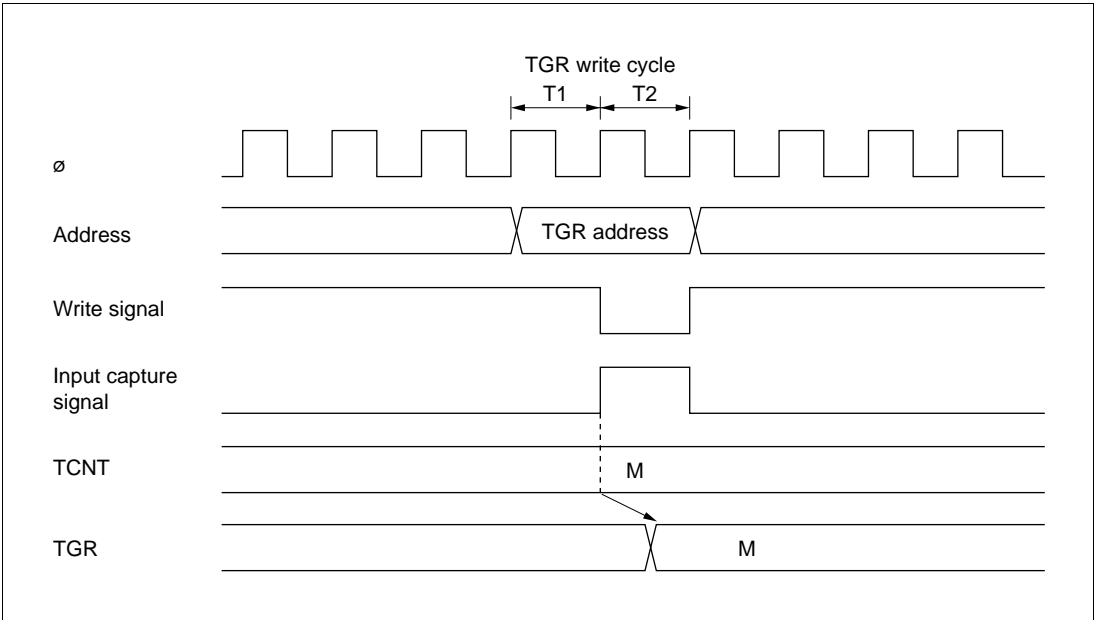 TGR write cycle
T1 T2
ø
Address
TGR address
Write signal
Input capture
signal
TCNT
M
TGR
M